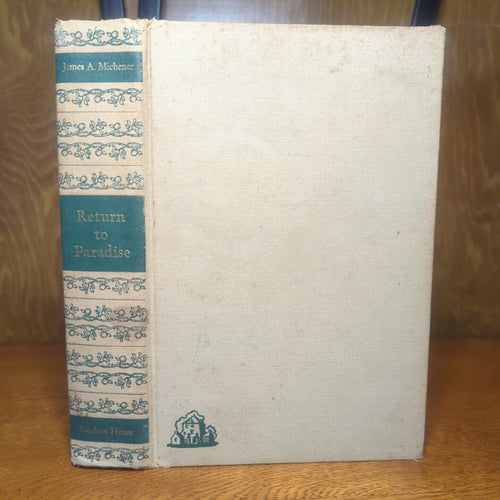 James A. Michener
Return
to
Paradise
Random House